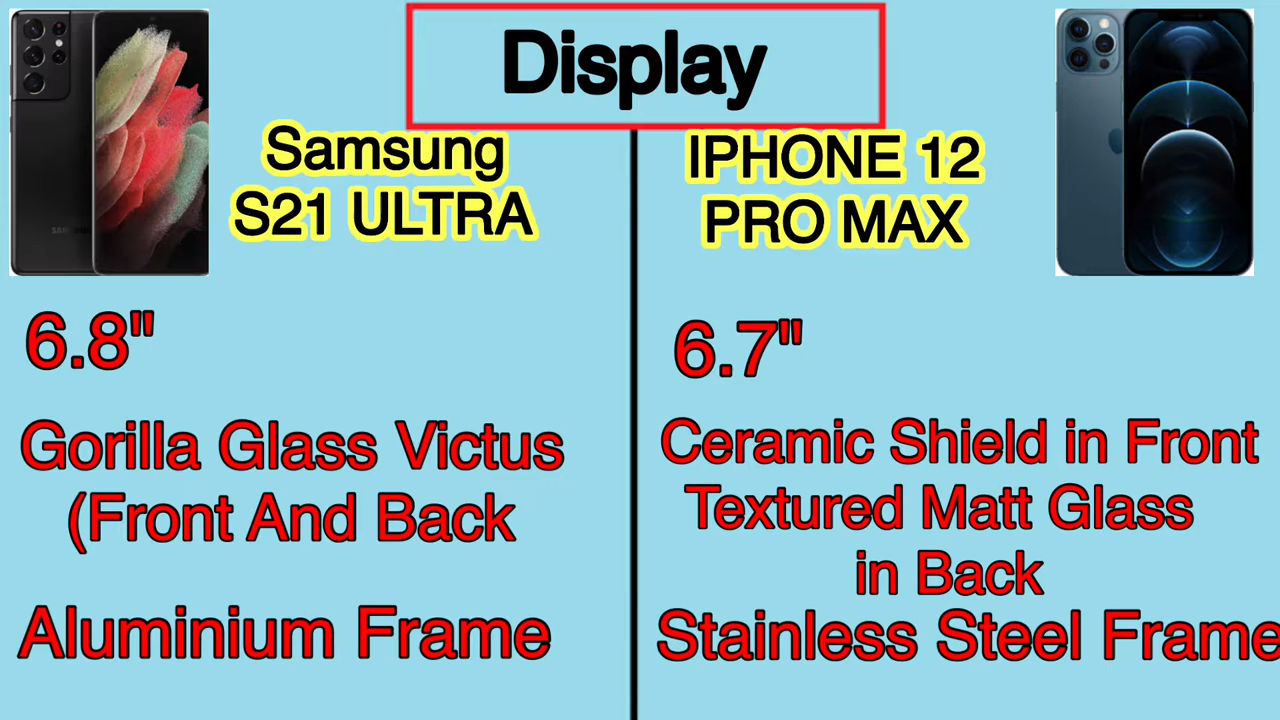 Display
Samsung
S21 ULTRA
6.8"
Gorilla Glass Victus
(Front And Back
Aluminium Frame
IPHONE 12
PRO MAX
6.7"
Ceramic Shield in Front
Textured Matt Glass
in Back
Stainless Steel Frame